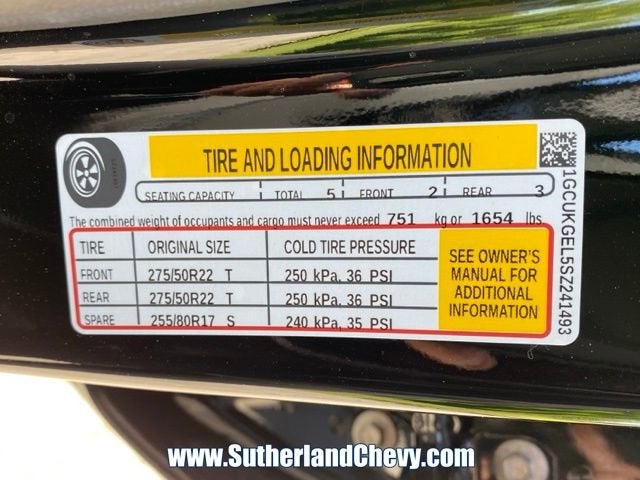 TIRE AND LOADING INFORMATION
SEATING CAPACITY TOTAL 5 FRONT 2 REAR 3
The combined weight of occupants and cargo must never exceed 751 kg or 1654 lbs
TIRE ORIGINAL SIZE COLD TIRE PRESSURE
FRONT 275/50R22 T 250 kPa, 36 PSI
REAR 275/50R22 T 250 kPa, 36 PSI
SPARE 255/80R17 S 240 kPa, 35 PSI
SEE OWNER'S
MANUAL FOR
ADDITIONAL
INFORMATION
1GCUKGEL5SZ241493
www.SutherlandChevy.com